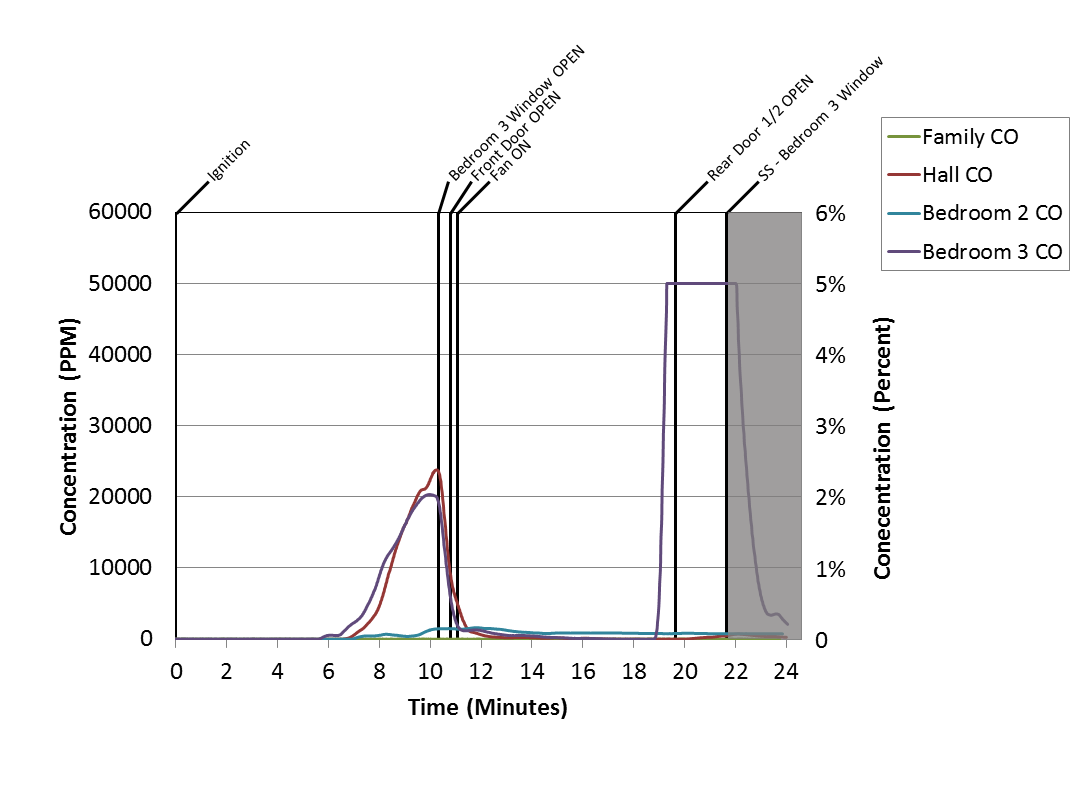 Ignition
Bedroom 3 Window OPEN
Front Door OPEN
Fan ON
Rear Door 1/2 OPEN
SS - Bedroom 3 Window
Family CO
Hall CO
Bedroom 2 CO
Bedroom 3 CO
60000
50000
40000
30000
20000
10000
0
Concentration (PPM)
6%
5%
4%
3%
2%
1%
0
Conecentration (Percent)
0 2 4 6 8 10 12 14 16 18 20 22 24
Time (Minutes)